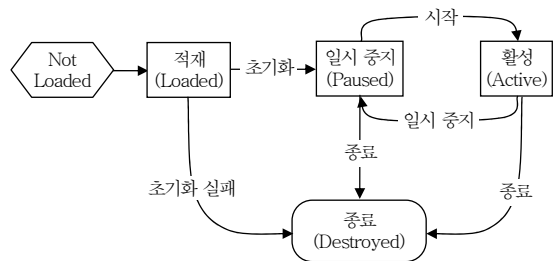 시작
Not
Loaded
적재
(Loaded)
초기화
일시 중지
(Paused)
활성
(Active)
일시 중지
종료
초기화 실패
종료
종료
(Destroyed)